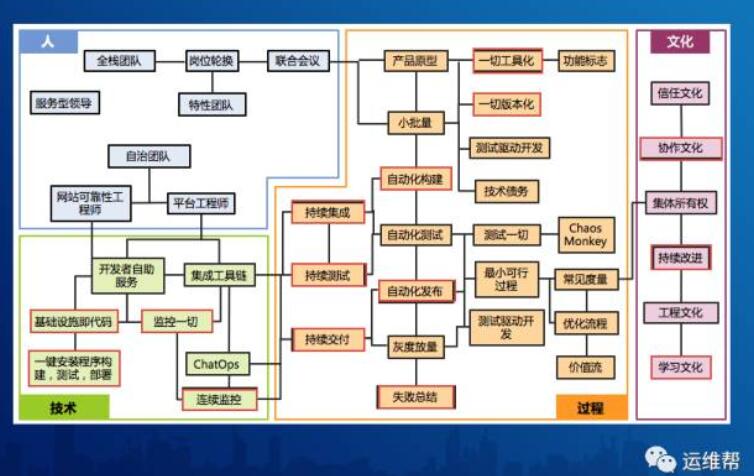 人
全栈团队
岗位轮换
联合会议
服务型领导
特性团队
自治团队
网站可靠性工
程师
平台工程师
开发者自助
服务
集成工具链
基础设施即代码
监控一切
一键安装程序构
建，测试，部署
ChatOps
连续监控
技术
产品原型
一切工具化
功能标志
一切版本化
小批量
测试驱动开发
自动化构建
技术债务
持续集成
自动化测试
测试一切
Chaos
Monkey
持续测试
最小可行
过程
常见度量
自动化发布
持续交付
灰度放量
测试驱动开
发
优化流程
价值流
失败总结
过程
文化
信任文化
协作文化
集体所有权
持续改进
工程文化
学习文化
运维帮